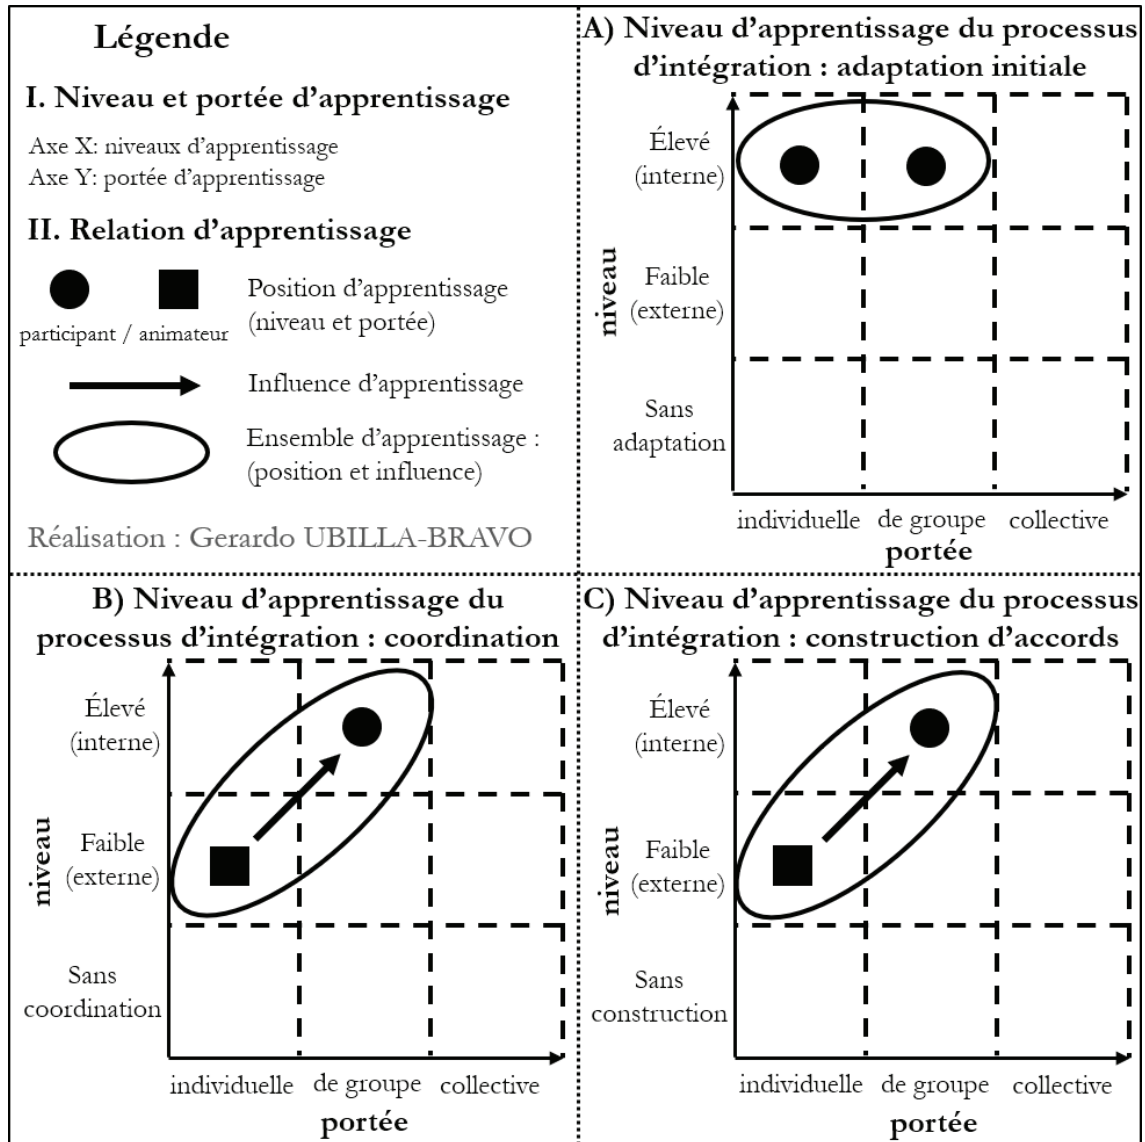 Légende
I. Niveau et portée d'apprentissage
Axe X: niveaux d'apprentissage
Axe Y: portée d'apprentissage
II. Relation d'apprentissage
participant / animateur
Position d'apprentissage
(niveau et portée)
Influence d'apprentissage
Ensemble d'apprentissage :
(position et influence)
Réalisation : Gerardo UBILLA-BRAVO
A) Niveau d'apprentissage du processus
d'intégration : adaptation initiale
niveau
Élevé
(interne)
Faible
(externe)
Sans
adaptation
individuelle
de groupe
collective
portée
B) Niveau d'apprentissage du
processus d'intégration : coordination
niveau
Élevé
(interne)
Faible
(externe)
Sans
coordination
individuelle
de groupe
collective
portée
C) Niveau d'apprentissage du processus
d'intégration : construction d'accords
niveau
Élevé
(interne)
Faible
(externe)
Sans
construction
individuelle
de groupe
collective
portée